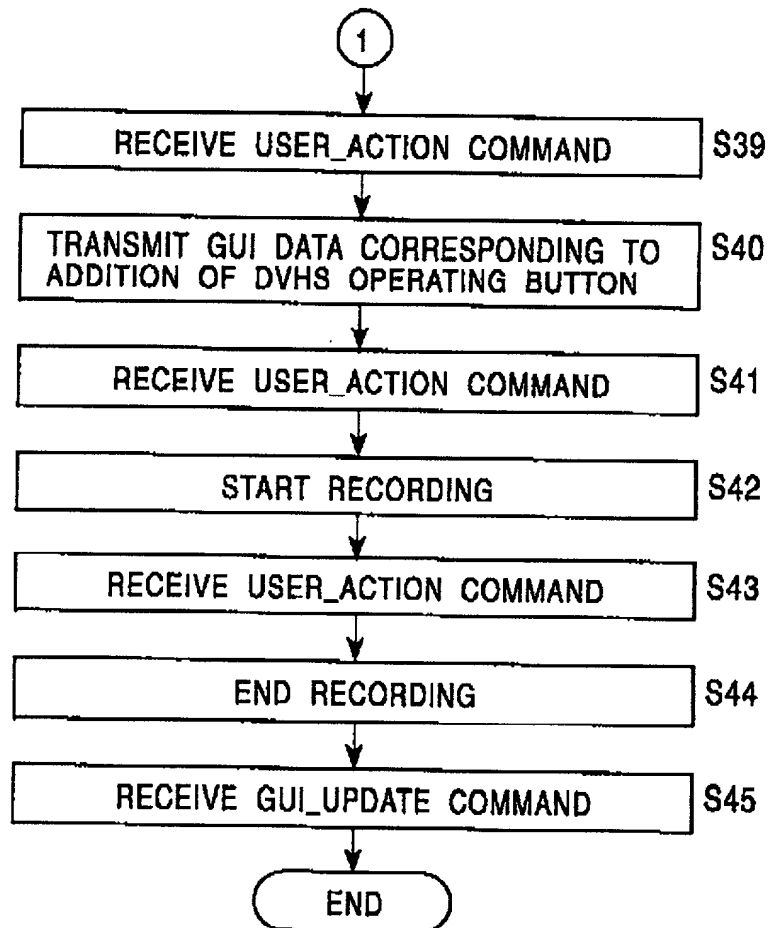 1
RECEIVE USER_ACTION COMMAND S39
TRANSMIT GUI DATA CORRESPONDING TO S40
ADDITION OF DVHS OPERATING BUTTON
RECEIVE USER_ACTION COMMAND S41
START RECORDING S42
RECEIVE USER_ACTION COMMAND S43
END RECORDING S44
RECEIVE GUI_UPDATE COMMAND S45
END